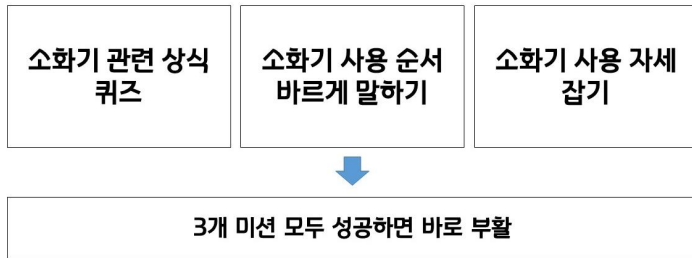 소화기 관련 상식
퀴즈
소화기 사용 순서
바르게 말하기
소화기 사용 자세
잡기
3개 미션 모두 성공하면 바로 부활